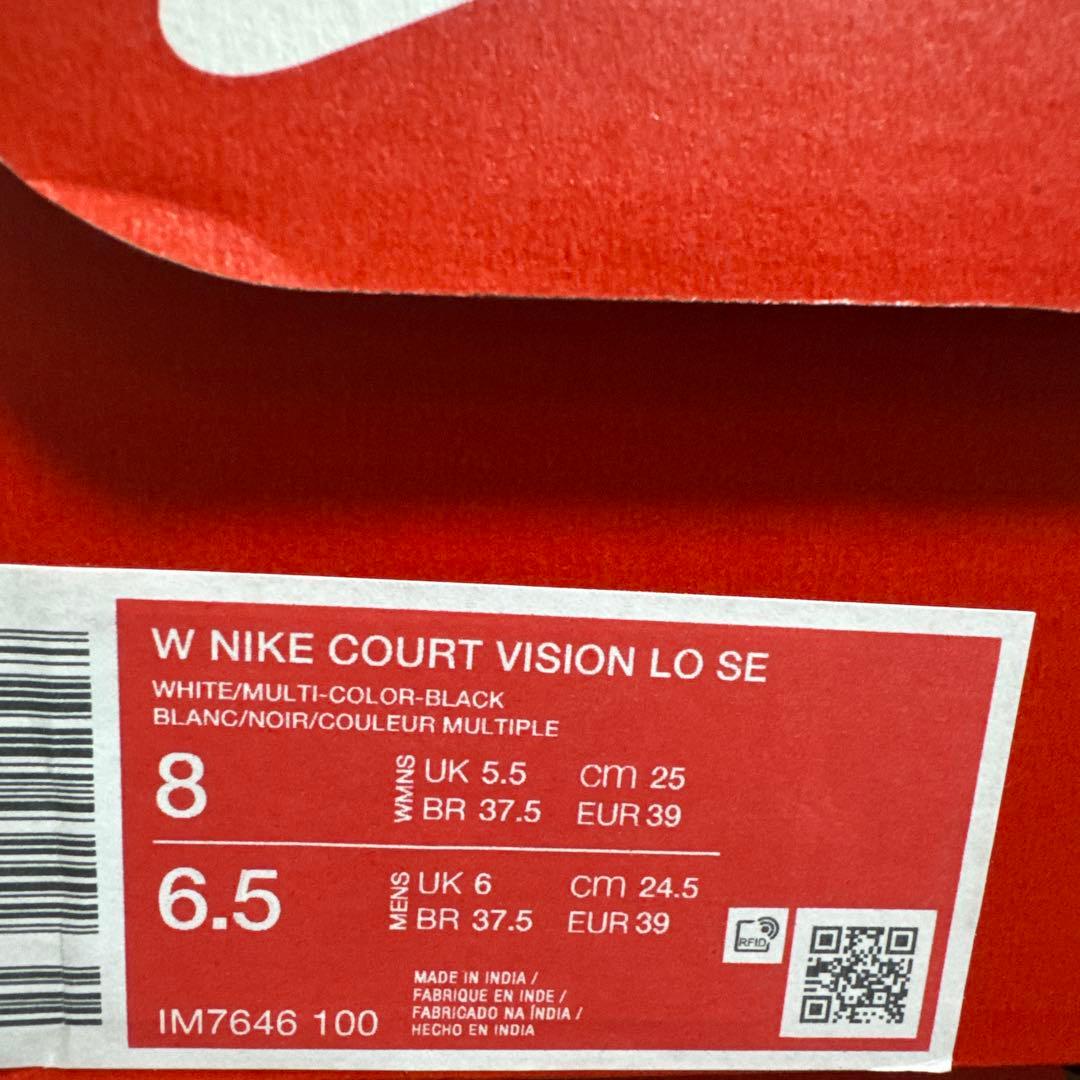 W NIKE COURT VISION LO SE
WHITE/MULTI-COLOR-BLACK
BLANC/NOIR/COULEUR MULTIPLE
8 WMNS UK 5.5 cm 25
BR 37.5 EUR 39
6.5 MENS UK 6 cm 24.5
BR 37.5 EUR 39
RFID
MADE IN INDIA /
FABRIQUE EN INDE /
FABRICADO NA ÍNDIA /
HECHO EN INDIA
IM7646 100